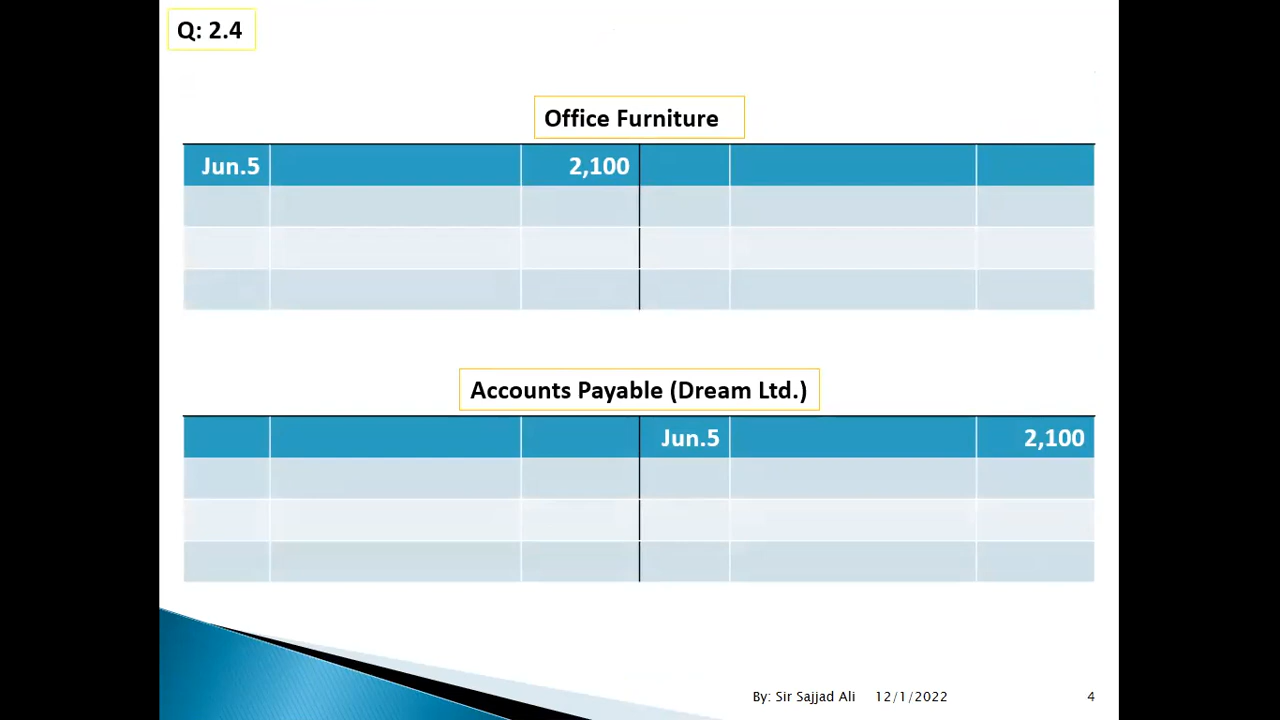 Q: 2.4
Office Furniture
Jun.5 2,100
Accounts Payable (Dream Ltd.)
Jun.5 2,100
By: Sir Sajjad Ali 12/1/2022 4